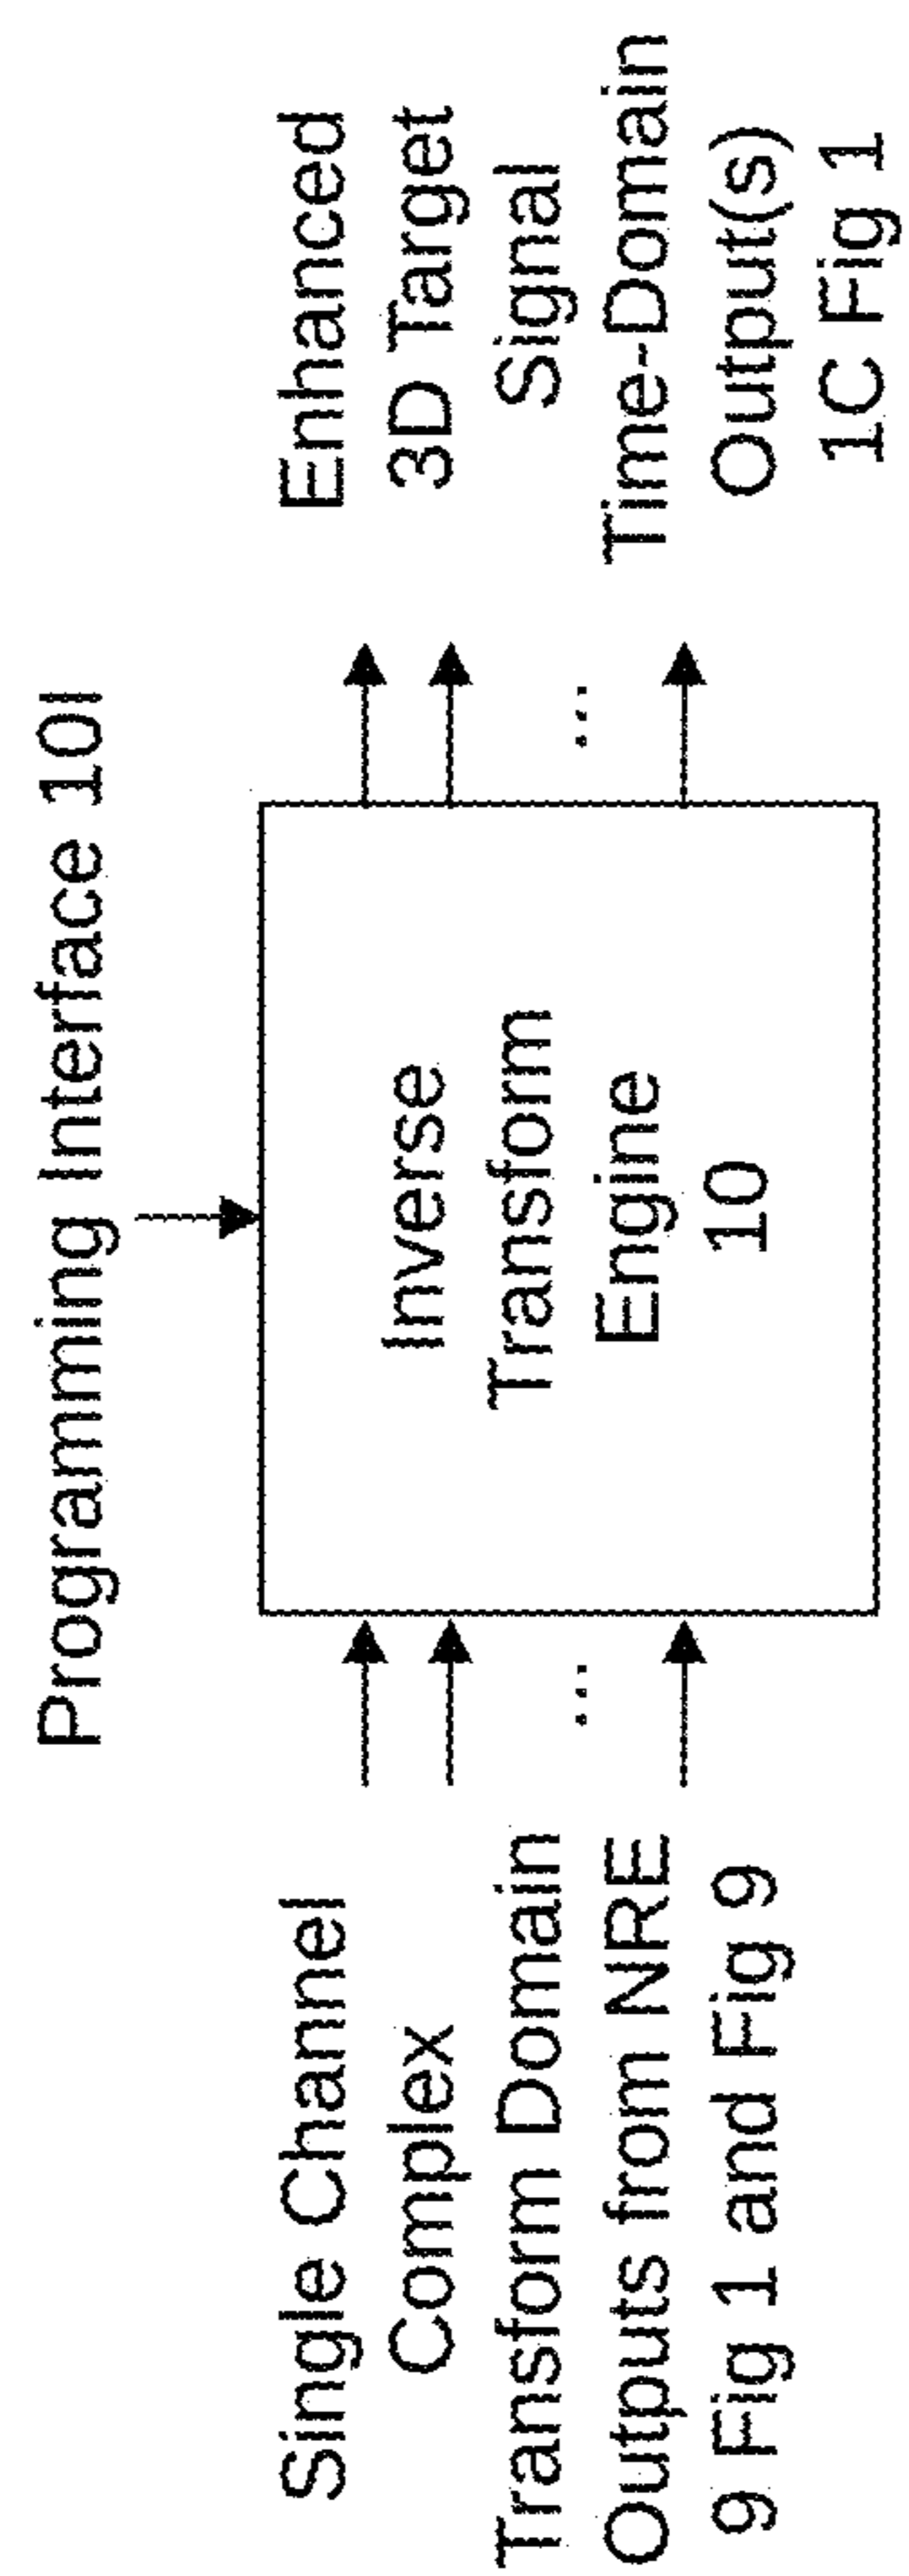 Programming Interface 10I
Single Channel
Complex
Transform Domain
Outputs from NRE
9 Fig 1 and Fig 9
...
Inverse
Transform
Engine
10
...
Enhanced
3D Target
Signal
Time-Domain
Output(s)
1C Fig 1